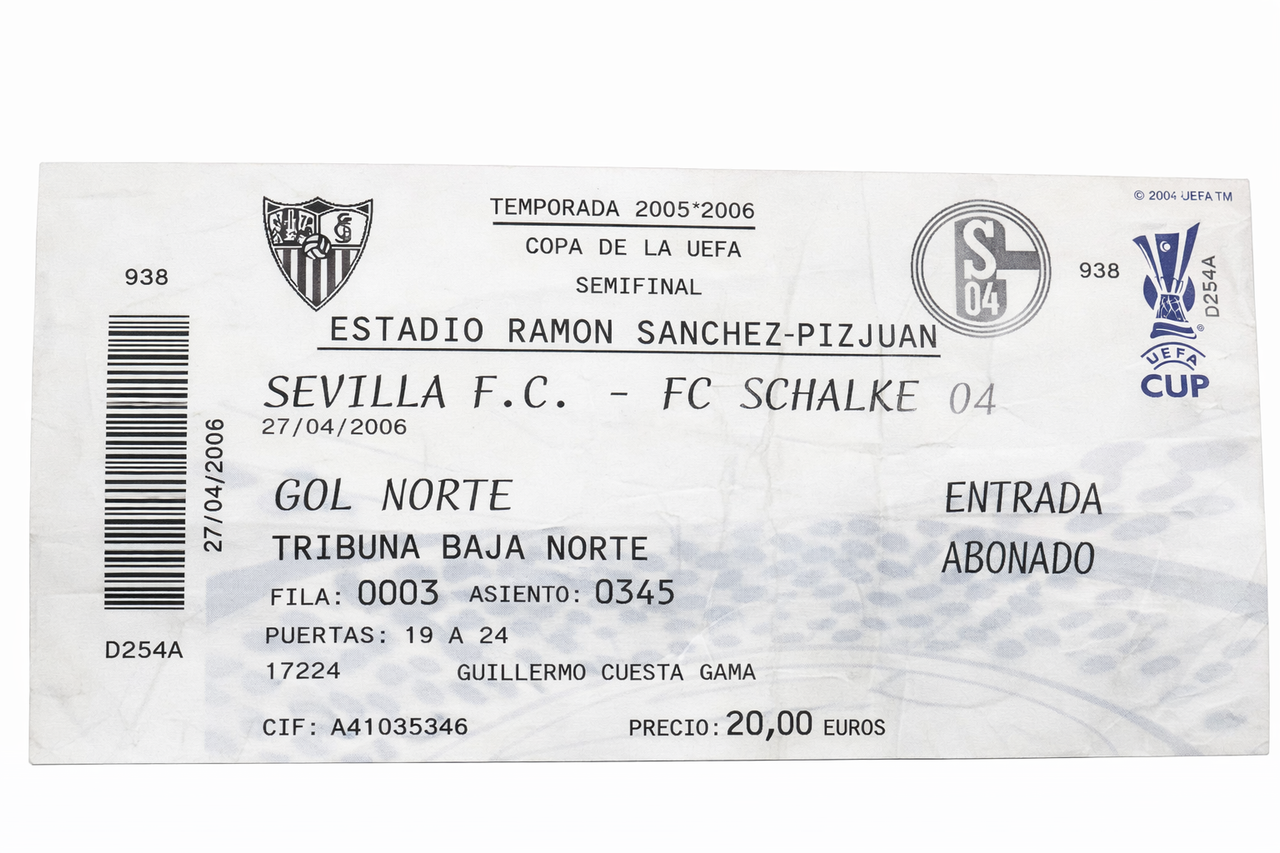 © 2004 UEFA TM
TEMPORADA 2005*2006
COPA DE LA UEFA
SEMIFINAL
ESTADIO RAMON SANCHEZ-PIZJUAN
S
04
938
938
D254A
UEFA
CUP
SEVILLA F.C. - FC SCHALKE 04
27/04/2006
27/04/2006
GOL NORTE
ENTRADA
ABONADO
TRIBUNA BAJA NORTE
FILA: 0003 ASIENTO: 0345
PUERTAS: 19 A 24
D254A
17224 GUILLERMO CUESTA GAMA
CIF: A41035346 PRECIO: 20,00 EUROS